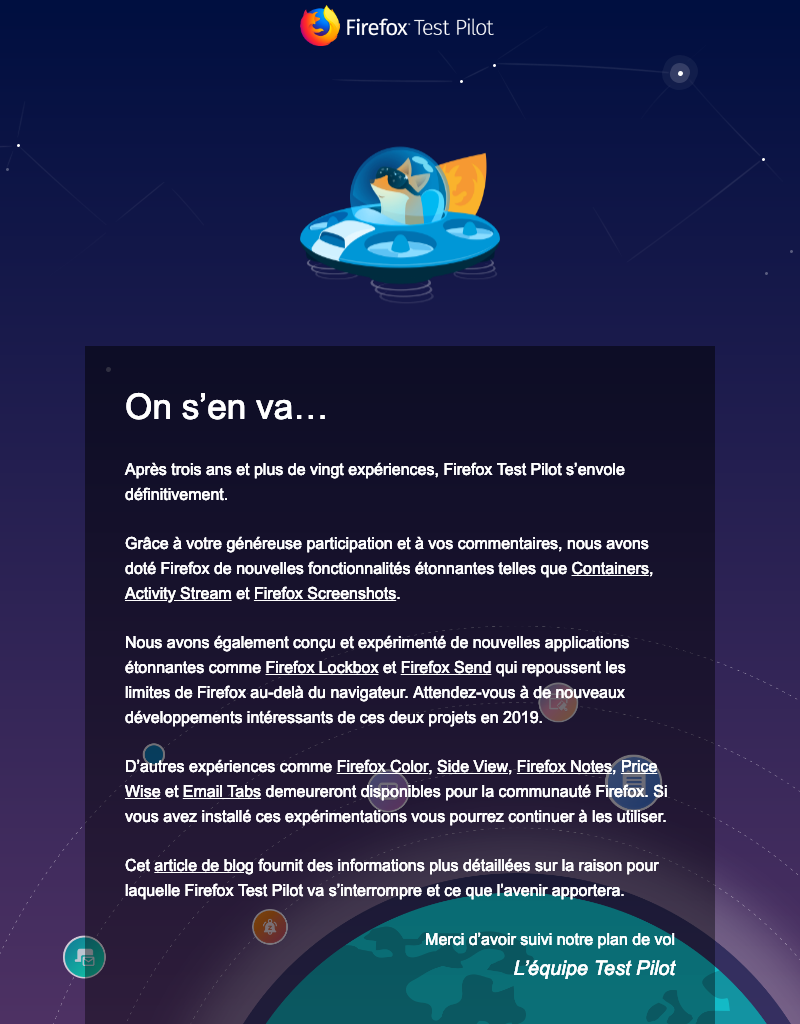 Firefox Test Pilot
On s’en va…
Après trois ans et plus de vingt expériences, Firefox Test Pilot s’envole
définitivement.
Grâce à votre généreuse participation et à vos commentaires, nous avons
doté Firefox de nouvelles fonctionnalités étonnantes telles que Containers,
Activity Stream et Firefox Screenshots.
Nous avons également conçu et expérimenté de nouvelles applications
étonnantes comme Firefox Lockbox et Firefox Send qui repoussent les
limites de Firefox au-delà du navigateur. Attendez-vous à de nouveaux
développements intéressants de ces deux projets en 2019.
D’autres expériences comme Firefox Color, Side View, Firefox Notes, Price
Wise et Email Tabs demeureront disponibles pour la communauté Firefox. Si
vous avez installé ces expérimentations vous pourrez continuer à les utiliser.
Cet article de blog fournit des informations plus détaillées sur la raison pour
laquelle Firefox Test Pilot va s’interrompre et ce que l’avenir apportera.
Merci d’avoir suivi notre plan de vol
L’équipe Test Pilot